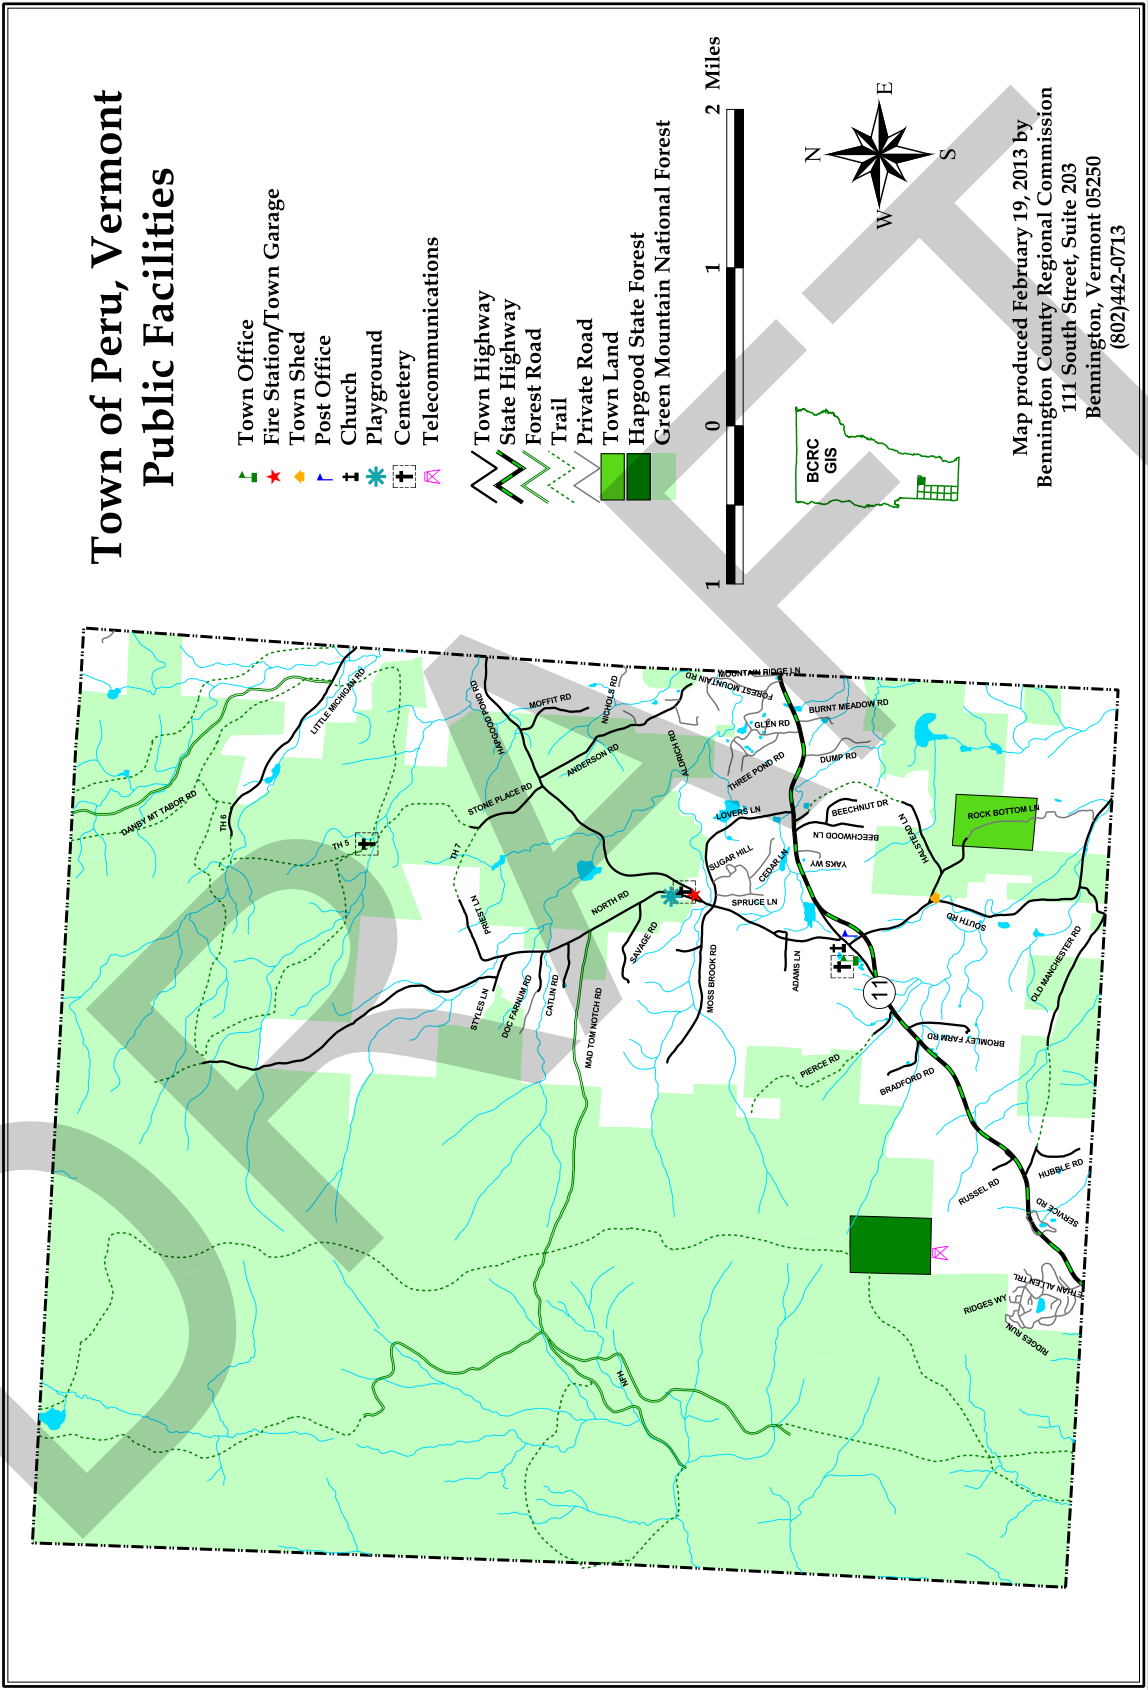 Town of Peru, Vermont
Public Facilities
Town Office
Fire Station/Town Garage
Town Shed
Post Office
Church
Playground
Cemetery
Telecommunications
Town Highway
State Highway
Forest Road
Trail
Private Road
Town Land
Hapgood State Forest
Green Mountain National Forest
1 0 1 2 Miles
BCRC
GIS
N
E
S
W
Map produced February 19, 2013 by
Bennington County Regional Commission
111 South Street, Suite 203
Bennington, Vermont 05250
(802)442-0713
DRAFT
DANBY MT TABOR RD
LITTLE MICHIGAN RD
TH 6
TH 5
TH 7
HAPGOOD POND RD
MOFFIT RD
NICHOLS RD
ANDERSON RD
STONE PLACE RD
ALDRICH RD
FOREST MOUNTAIN RD
MOUNTAIN RIDGE LN
GLEN RD
BURNT MEADOW RD
THREE POND RD
DUMP RD
LOVERS LN
BEECHNUT DR
BEECHWOOD LN
HALSTEAD LN
ROCK BOTTOM LN
SUGAR HILL
CEDAR LN
YAKS WY
SPRUCE LN
PRIEST LN
NORTH RD
SAVAGE RD
SOUTH RD
OLD MANCHESTER RD
ADAMS LN
MOSS BROOK RD
STYLES LN
DOC FARNUM RD
CATLIN RD
MAD TOM NOTCH RD
11
PIERCE RD
BROMLEY FARM RD
BRADFORD RD
RUSSEL RD
HUBBLE RD
SERVICE RD
ETHAN ALLEN TRL
RIDGES WY
RIDGES RUN
NFH